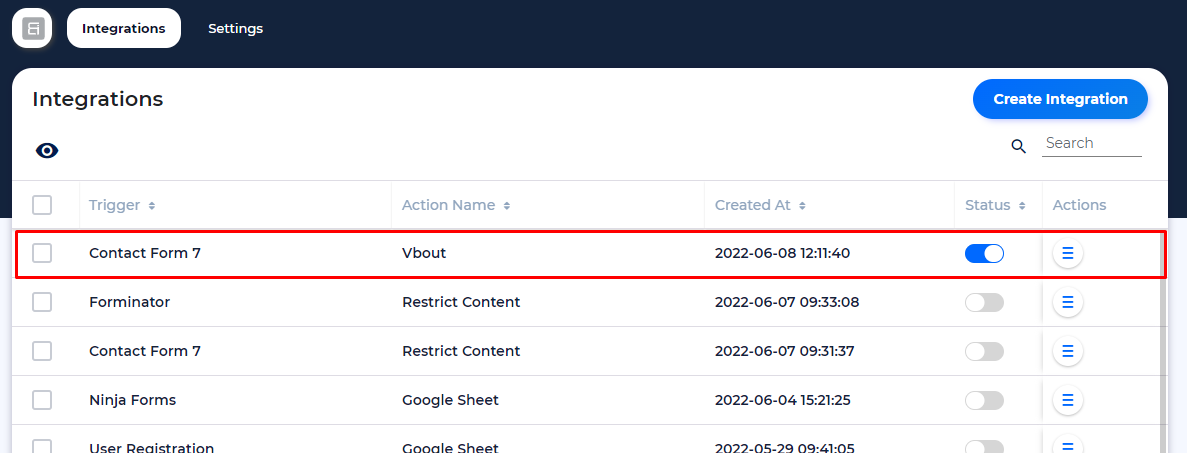 Integrations Settings
Integrations Create Integration
Search
Trigger Action Name Created At Status Actions
Contact Form 7 Vbout 2022-06-08 12:11:40
Forminator Restrict Content 2022-06-07 09:33:08
Contact Form 7 Restrict Content 2022-06-07 09:31:37
Ninja Forms Google Sheet 2022-06-04 15:21:25
User Registration Google Sheet 2022-05-29 09:41:05